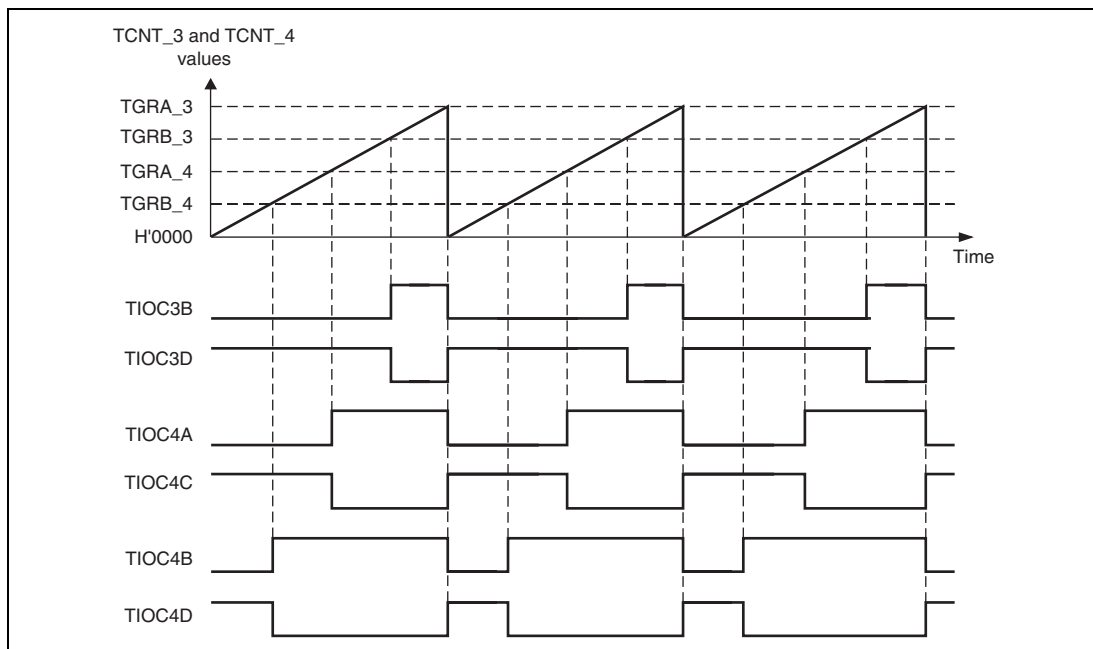 TCNT_3 and TCNT_4
values
TGRA_3
TGRB_3
TGRA_4
TGRB_4
H'0000
Time
TIOC3B
TIOC3D
TIOC4A
TIOC4C
TIOC4B
TIOC4D